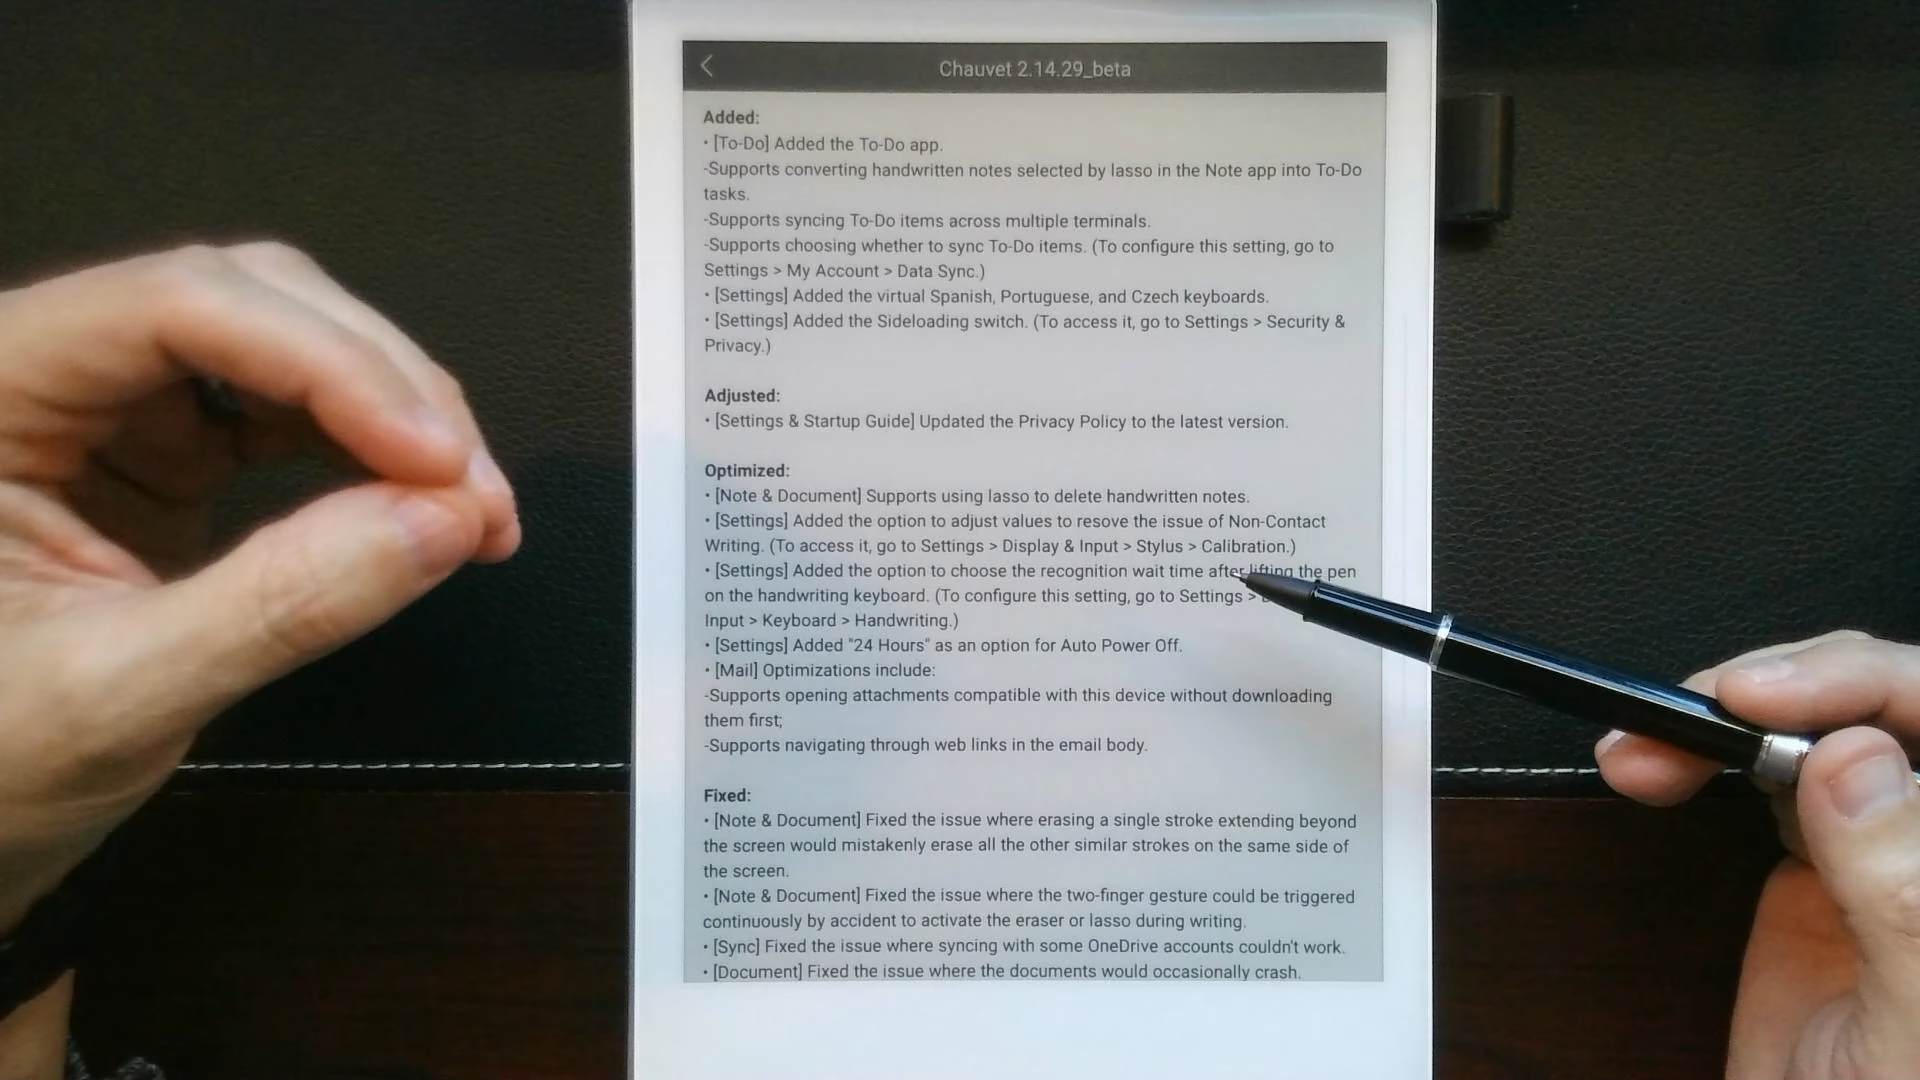 Chauvet 2.14.29_beta
Added:
• [To-Do] Added the To-Do app.
-Supports converting handwritten notes selected by lasso in the Note app into To-Do
tasks.
-Supports syncing To-Do items across multiple terminals.
-Supports choosing whether to sync To-Do items. (To configure this setting, go to
Settings > My Account > Data Sync.)
• [Settings] Added the virtual Spanish, Portuguese, and Czech keyboards.
• [Settings] Added the Sideloading switch. (To access it, go to Settings > Security &
Privacy.)
Adjusted:
• [Settings & Startup Guide] Updated the Privacy Policy to the latest version.
Optimized:
• [Note & Document] Supports using lasso to delete handwritten notes.
• [Settings] Added the option to adjust values to resove the issue of Non-Contact
Writing. (To access it, go to Settings > Display & Input > Stylus > Calibration.)
• [Settings] Added the option to choose the recognition wait time after lifting the pen
on the handwriting keyboard. (To configure this setting, go to Settings >
Input > Keyboard > Handwriting.)
• [Settings] Added "24 Hours" as an option for Auto Power Off.
• [Mail] Optimizations include:
-Supports opening attachments compatible with this device without downloading
them first;
-Supports navigating through web links in the email body.
Fixed:
• [Note & Document] Fixed the issue where erasing a single stroke extending beyond
the screen would mistakenly erase all the other similar strokes on the same side of
the screen.
• [Note & Document] Fixed the issue where the two-finger gesture could be triggered
continuously by accident to activate the eraser or lasso during writing.
• [Sync] Fixed the issue where syncing with some OneDrive accounts couldn't work.
• [Document] Fixed the issue where the documents would occasionally crash.